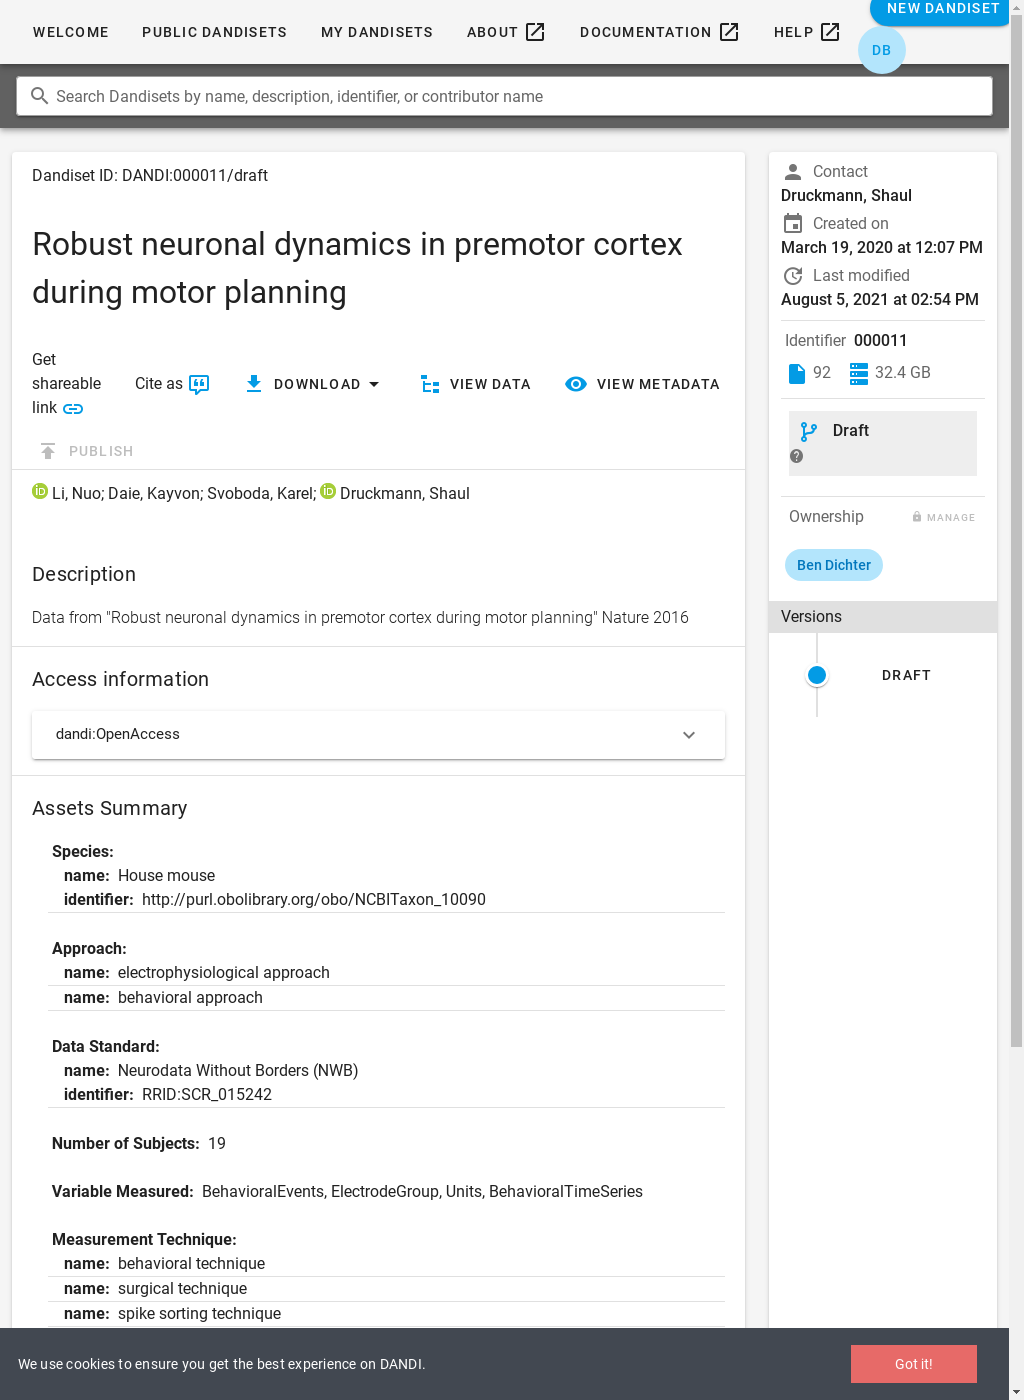 WELCOME PUBLIC DANDISETS MY DANDISETS ABOUT DOCUMENTATION HELP NEW DANDISET
DB
Search Dandisets by name, description, identifier, or contributor name
Dandiset ID: DANDI:000011/draft
Robust neuronal dynamics in premotor cortex
during motor planning
Get
shareable
link
Cite as
DOWNLOAD
VIEW DATA
VIEW METADATA
PUBLISH
Li, Nuo; Daie, Kayvon; Svoboda, Karel; Druckmann, Shaul
Description
Data from "Robust neuronal dynamics in premotor cortex during motor planning" Nature 2016
Access information
dandi:OpenAccess
Assets Summary
Species:
name: House mouse
identifier: http://purl.obolibrary.org/obo/NCBITaxon_10090
Approach:
name: electrophysiological approach
name: behavioral approach
Data Standard:
name: Neurodata Without Borders (NWB)
identifier: RRID:SCR_015242
Number of Subjects: 19
Variable Measured: BehavioralEvents, ElectrodeGroup, Units, BehavioralTimeSeries
Measurement Technique:
name: behavioral technique
name: surgical technique
name: spike sorting technique
Contact
Druckmann, Shaul
Created on
March 19, 2020 at 12:07 PM
Last modified
August 5, 2021 at 02:54 PM
Identifier 000011
92 32.4 GB
Draft
Ownership MANAGE
Ben Dichter
Versions
DRAFT
We use cookies to ensure you get the best experience on DANDI.
Got it!